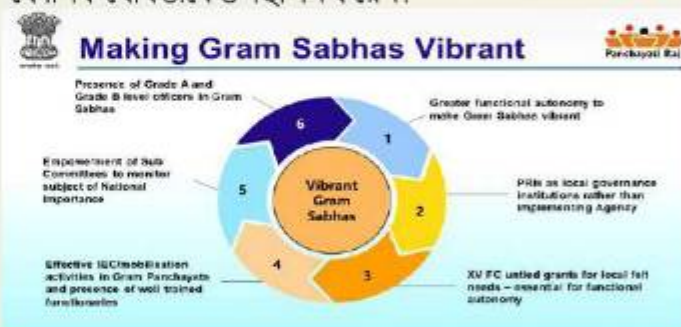 Making Gram Sabhas Vibrant
Panchayati Raj
Presence of Grade A and
Grade B level officers in Gram
Sabhas
6
Greater functional autonomy to
make Gram Sabhas vibrant
1
Empowerment of Sub
Committees to monitor
subject of National
Importance
5
Vibrant
Gram
Sabhas
2
PRIs as local governance
institutions rather than
Implementing Agency
Effective IEC/mobilisation
activities in Gram Panchayats
and presence of well trained
functionaries
4
3
XV FC untied grants for local felt
needs – essential for functional
autonomy